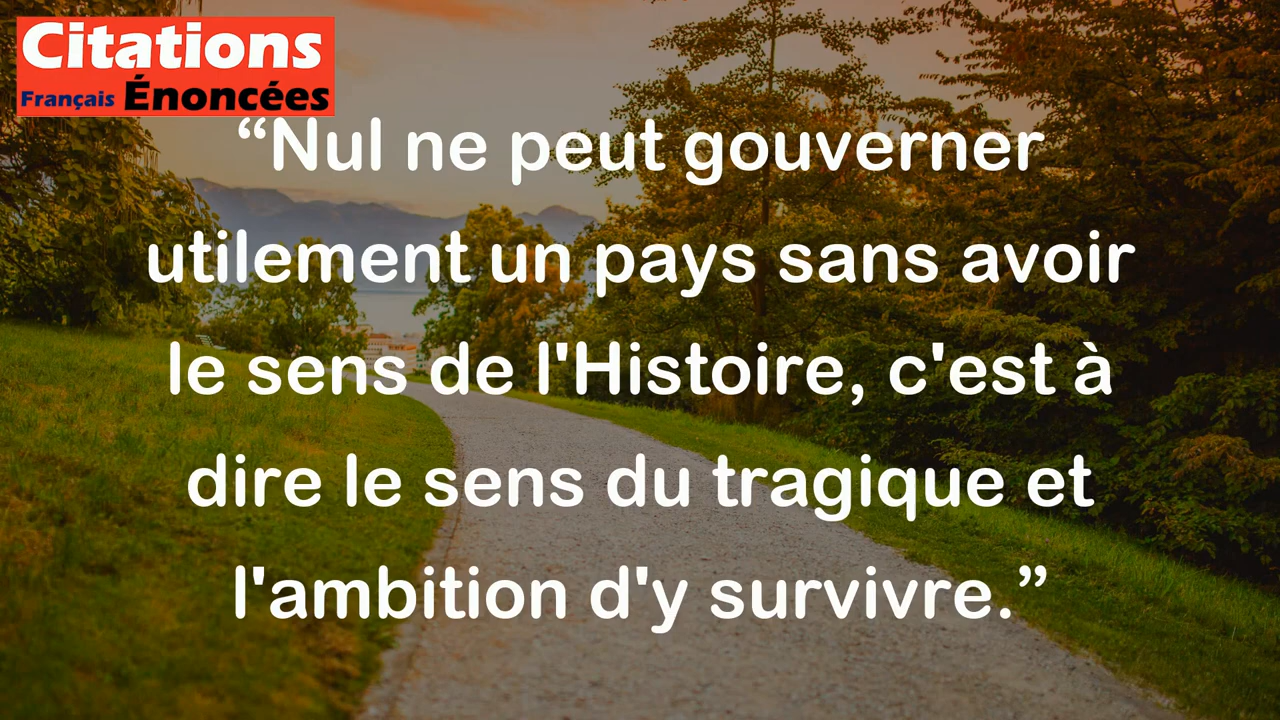 Citations
Français Énoncées
“Nul ne peut gouverner
utilement un pays sans avoir
le sens de l'Histoire, c'est à
dire le sens du tragique et
l'ambition d'y survivre.”